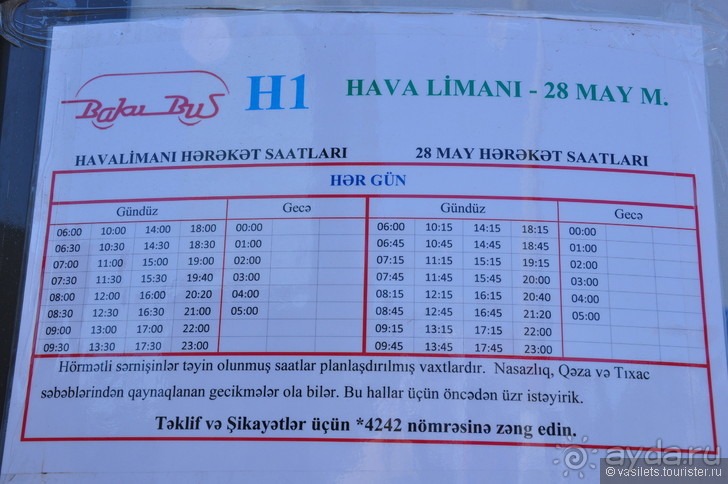 Baku Bus H1 HAVA LİMANI - 28 MAY M.
HAVALİMANI HƏRƏKƏT SAATLARI 28 MAY HƏRƏKƏT SAATLARI
HƏR GÜN
Gündüz Gecə Gündüz Gecə
06:00 10:00 14:00 18:00 00:00 06:00 10:15 14:15 18:15 00:00
06:30 10:30 14:30 18:30 01:00 06:45 10:45 14:45 18:45 01:00
07:00 11:00 15:00 19:00 02:00 07:15 11:15 15:15 19:15 02:00
07:30 11:30 15:30 19:40 03:00 07:45 11:45 15:45 20:00 03:00
08:00 12:00 16:00 20:20 04:00 08:15 12:15 16:15 20:40 04:00
08:30 12:30 16:30 21:00 05:00 08:45 12:45 16:45 21:20 05:00
09:00 13:00 17:00 22:00 09:15 13:15 17:15 22:00
09:30 13:30 17:30 23:00 09:45 13:45 17:45 23:00
Hörmətli sərnişinlər təyin olunmuş saatlar planlaşdırılmış vaxtlardır. Nasazlıq, Qəza və Tıxac
səbəblərindən qaynaqlanan gecikmələr ola bilər. Bu hallar üçün öncədən üzr istəyirik.
Təklif və Şikayətlər üçün *4242 nömrəsinə zəng edin.
ayda.ru
© vasilets.tourister.ru